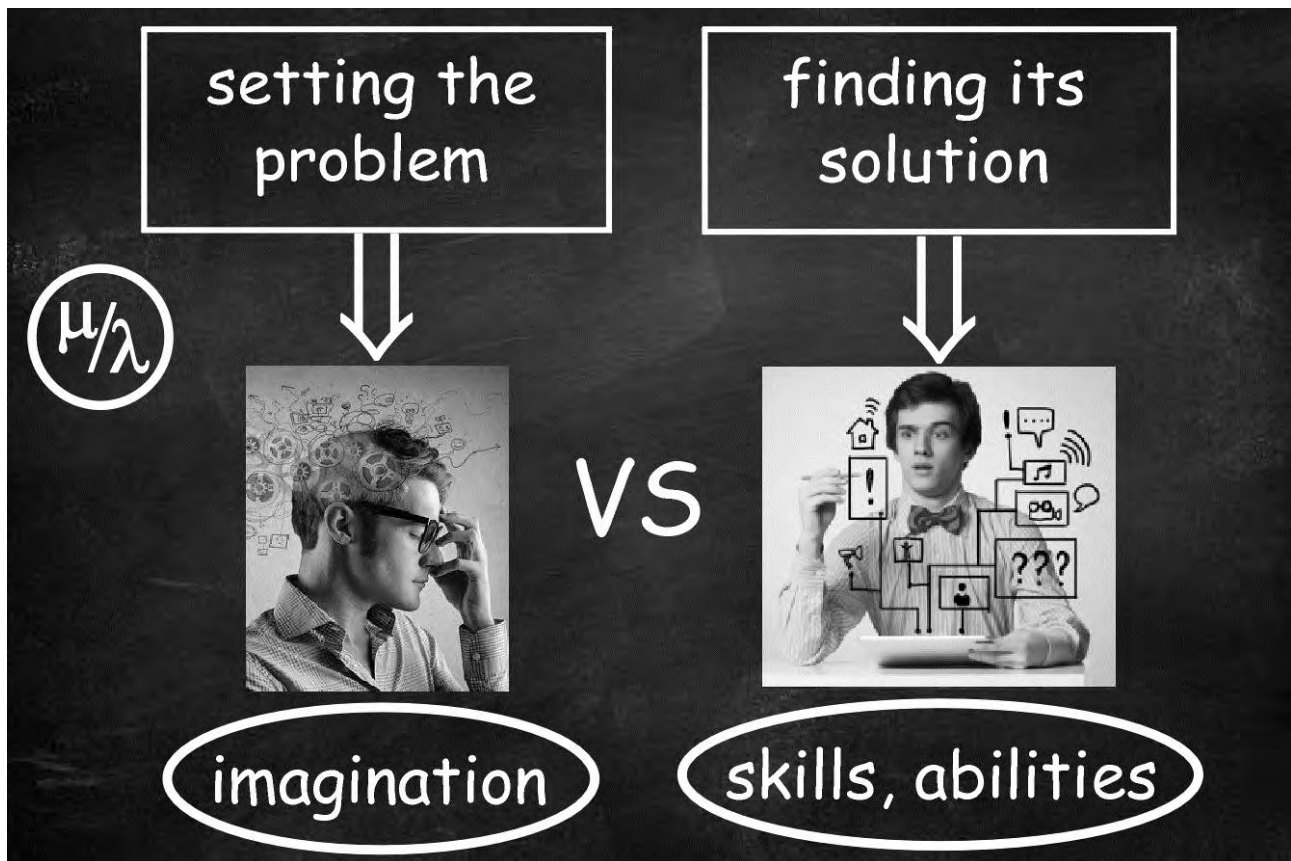 setting the
problem
finding its
solution
μ/λ
VS
!
???
imagination
skills, abilities